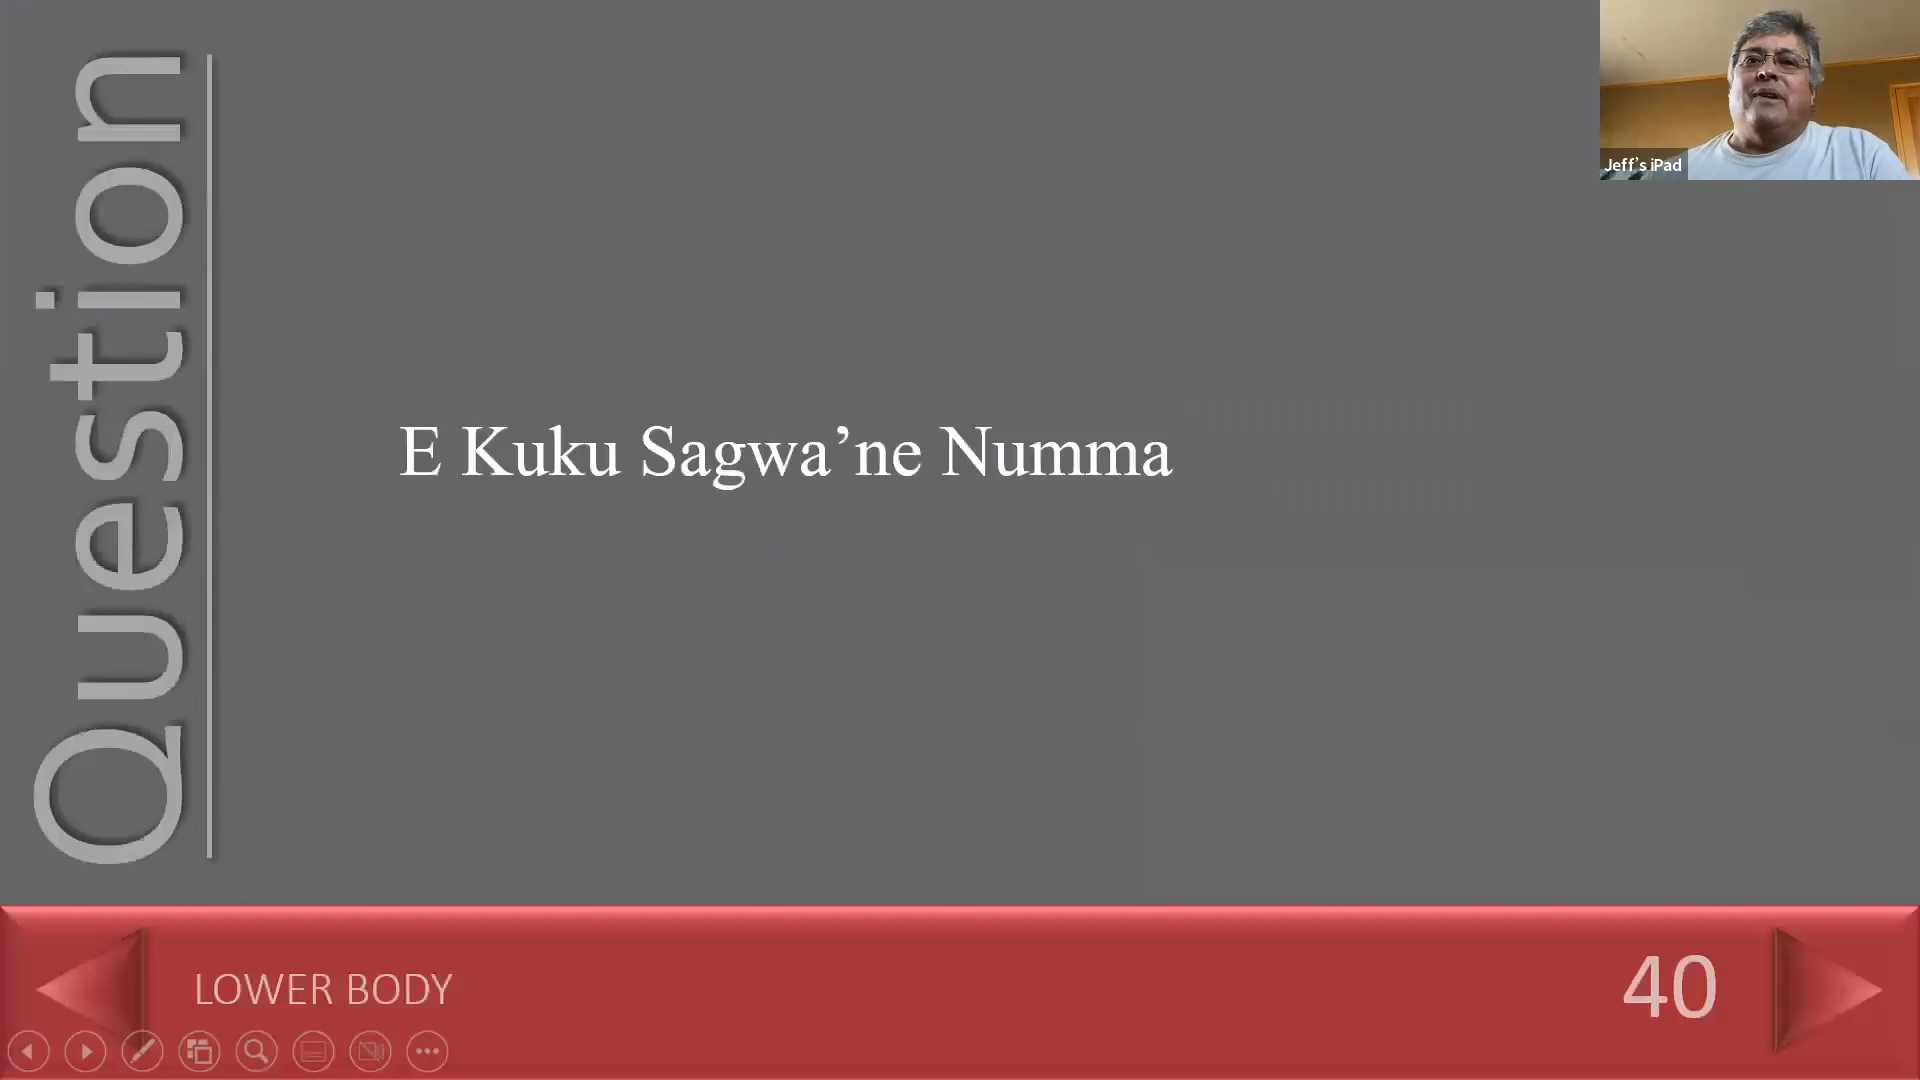 Question
Jeff’s iPad
E Kuku Sagwa’ne Numma
LOWER BODY
40